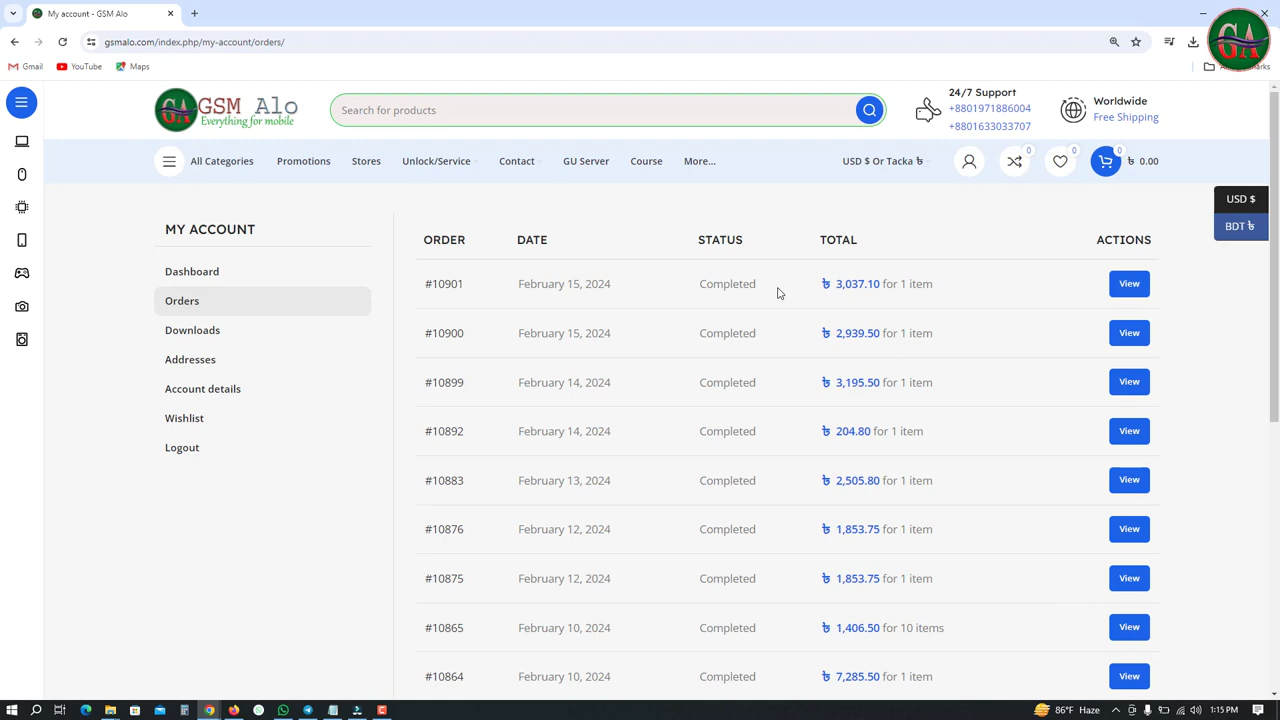 My account - GSM Alo
gsmalo.com/index.php/my-account/orders/
Gmail
YouTube
Maps
GA
GA GSM Alo
Everything for mobile
Search for products
24/7 Support
+8801971886004
+8801633033707
Worldwide
Free Shipping
All Categories
Promotions
Stores
Unlock/Service
Contact
GU Server
Course
More...
USD $ Or Tacka ৳
0
0
0
৳ 0.00
USD $
BDT ৳
MY ACCOUNT
Dashboard
Orders
Downloads
Addresses
Account details
Wishlist
Logout
ORDER DATE STATUS TOTAL ACTIONS
#10901 February 15, 2024 Completed ৳ 3,037.10 for 1 item View
#10900 February 15, 2024 Completed ৳ 2,939.50 for 1 item View
#10899 February 14, 2024 Completed ৳ 3,195.50 for 1 item View
#10892 February 14, 2024 Completed ৳ 204.80 for 1 item View
#10883 February 13, 2024 Completed ৳ 2,505.80 for 1 item View
#10876 February 12, 2024 Completed ৳ 1,853.75 for 1 item View
#10875 February 12, 2024 Completed ৳ 1,853.75 for 1 item View
#10865 February 10, 2024 Completed ৳ 1,406.50 for 10 items View
#10864 February 10, 2024 Completed ৳ 7,285.50 for 1 item View
86°F Haze
1:15 PM